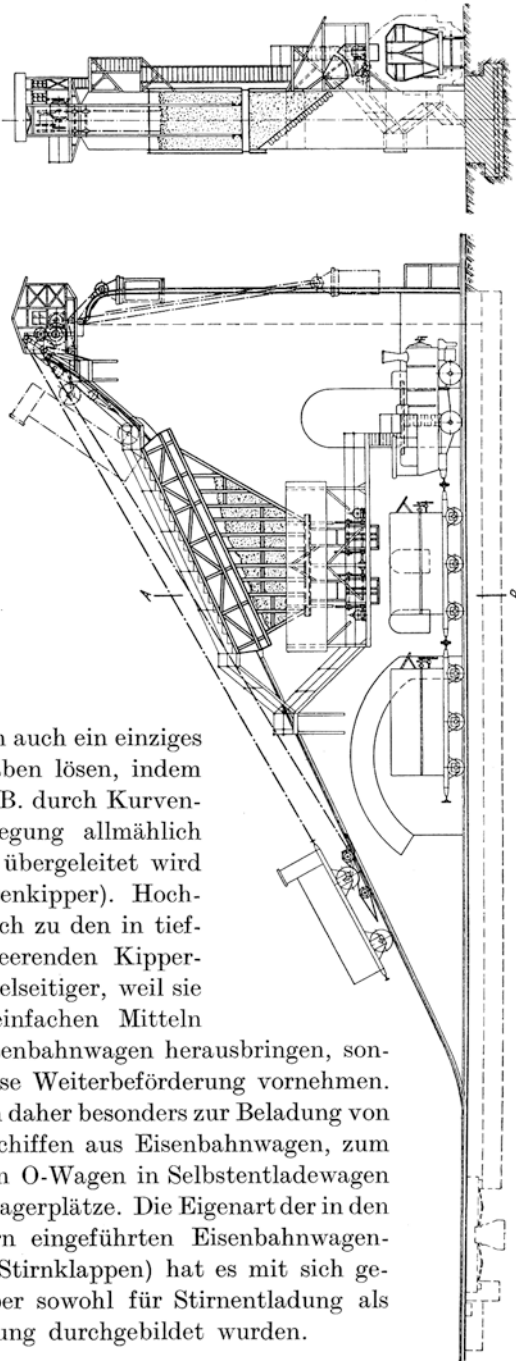 A
B
n auch ein einziges
ben lösen, indem
B. durch Kurven-
egung allmählich
übergeleitet wird
enkipper). Hoch-
ch zu den in tief-
eerenden Kipper-
elseitiger, weil sie
einfachen Mitteln
senbahnwagen herausbringen, son-
se Weiterbeförderung vornehmen.
n daher besonders zur Beladung von
chiffen aus Eisenbahnwagen, zum
n O-Wagen in Selbstentladewagen
agerplätze. Die Eigenart der in den
rn eingeführten Eisenbahnwagen-
Stirnklappen) hat es mit sich ge-
per sowohl für Stirnentladung als
ung durchgebildet wurden.